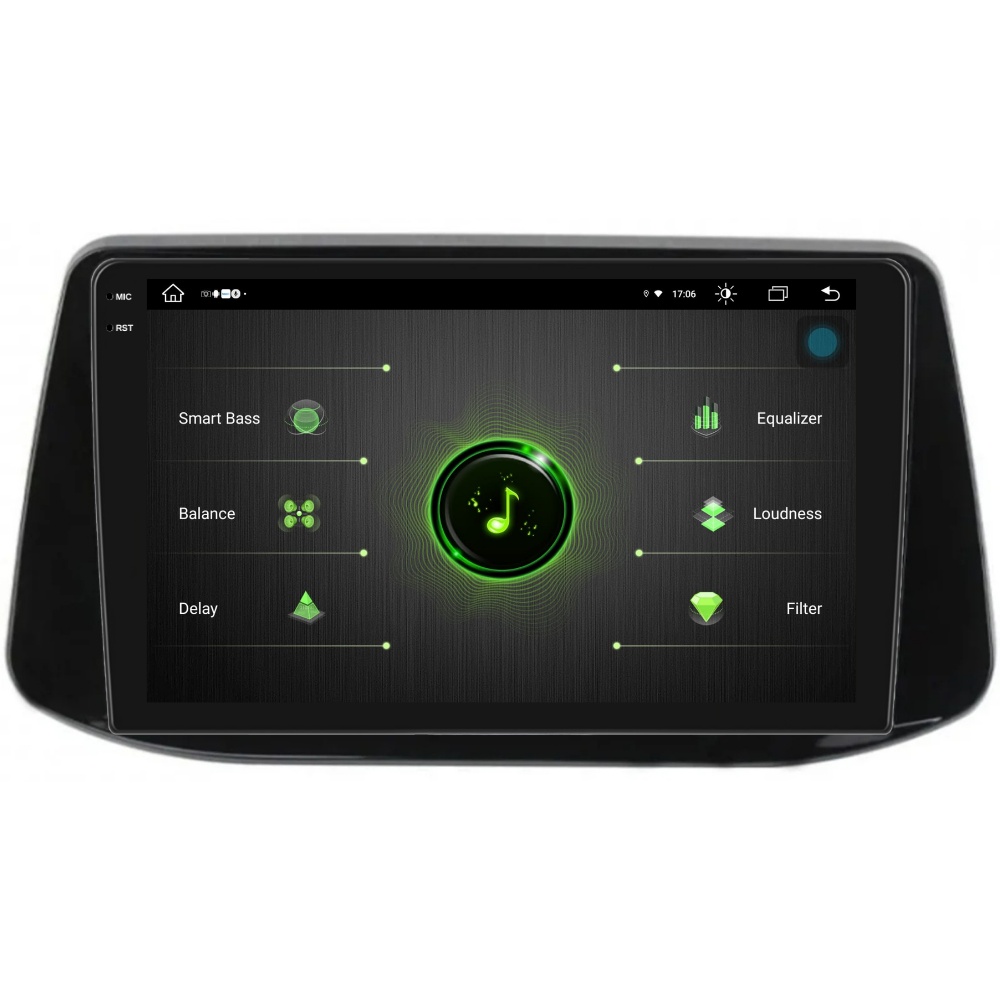 MIC
17:06
RST
Smart Bass
Equalizer
Balance
Loudness
Delay
Filter